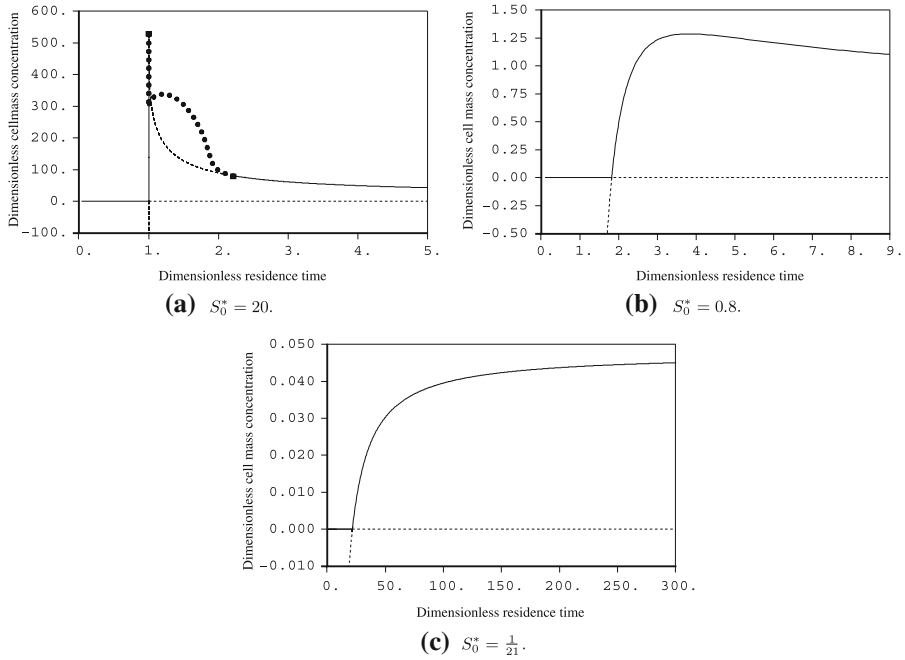 Dimensionless cellmass concentration
600.
500.
400.
300.
200.
100.
0.
-100.
0. 1. 2. 3. 4. 5.
Dimensionless residence time
(a) S₀* = 20.
Dimensionless cell mass concentration
1.50
1.25
1.00
0.75
0.50
0.25
0.00
-0.25
-0.50
0. 1. 2. 3. 4. 5. 6. 7. 8. 9.
Dimensionless residence time
(b) S₀* = 0.8.
Dimensionless cell mass concentration
0.050
0.040
0.030
0.020
0.010
0.000
-0.010
0. 50. 100. 150. 200. 250. 300.
Dimensionless residence time
(c) S₀* = 1/21.